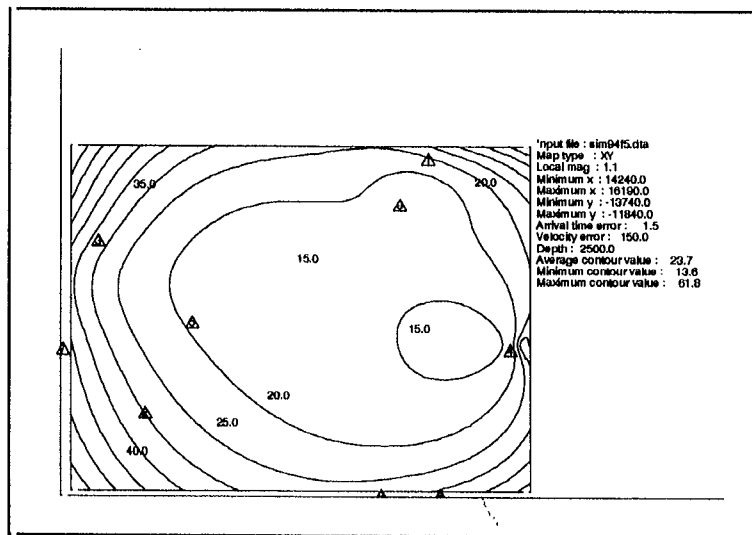 'nput file : sim94f5.dta
Map type : XY
Local mag : 1.1
Minimum x : 14240.0
Maximum x : 16190.0
Minimum y : -13740.0
Maximum y : -11840.0
Arrival time error : 1.5
Velocity error : 150.0
Depth : 2500.0
Average contour value : 23.7
Minimum contour value : 13.6
Maximum contour value : 61.8
35.0
20.0
15.0
15.0
20.0
25.0
40.0